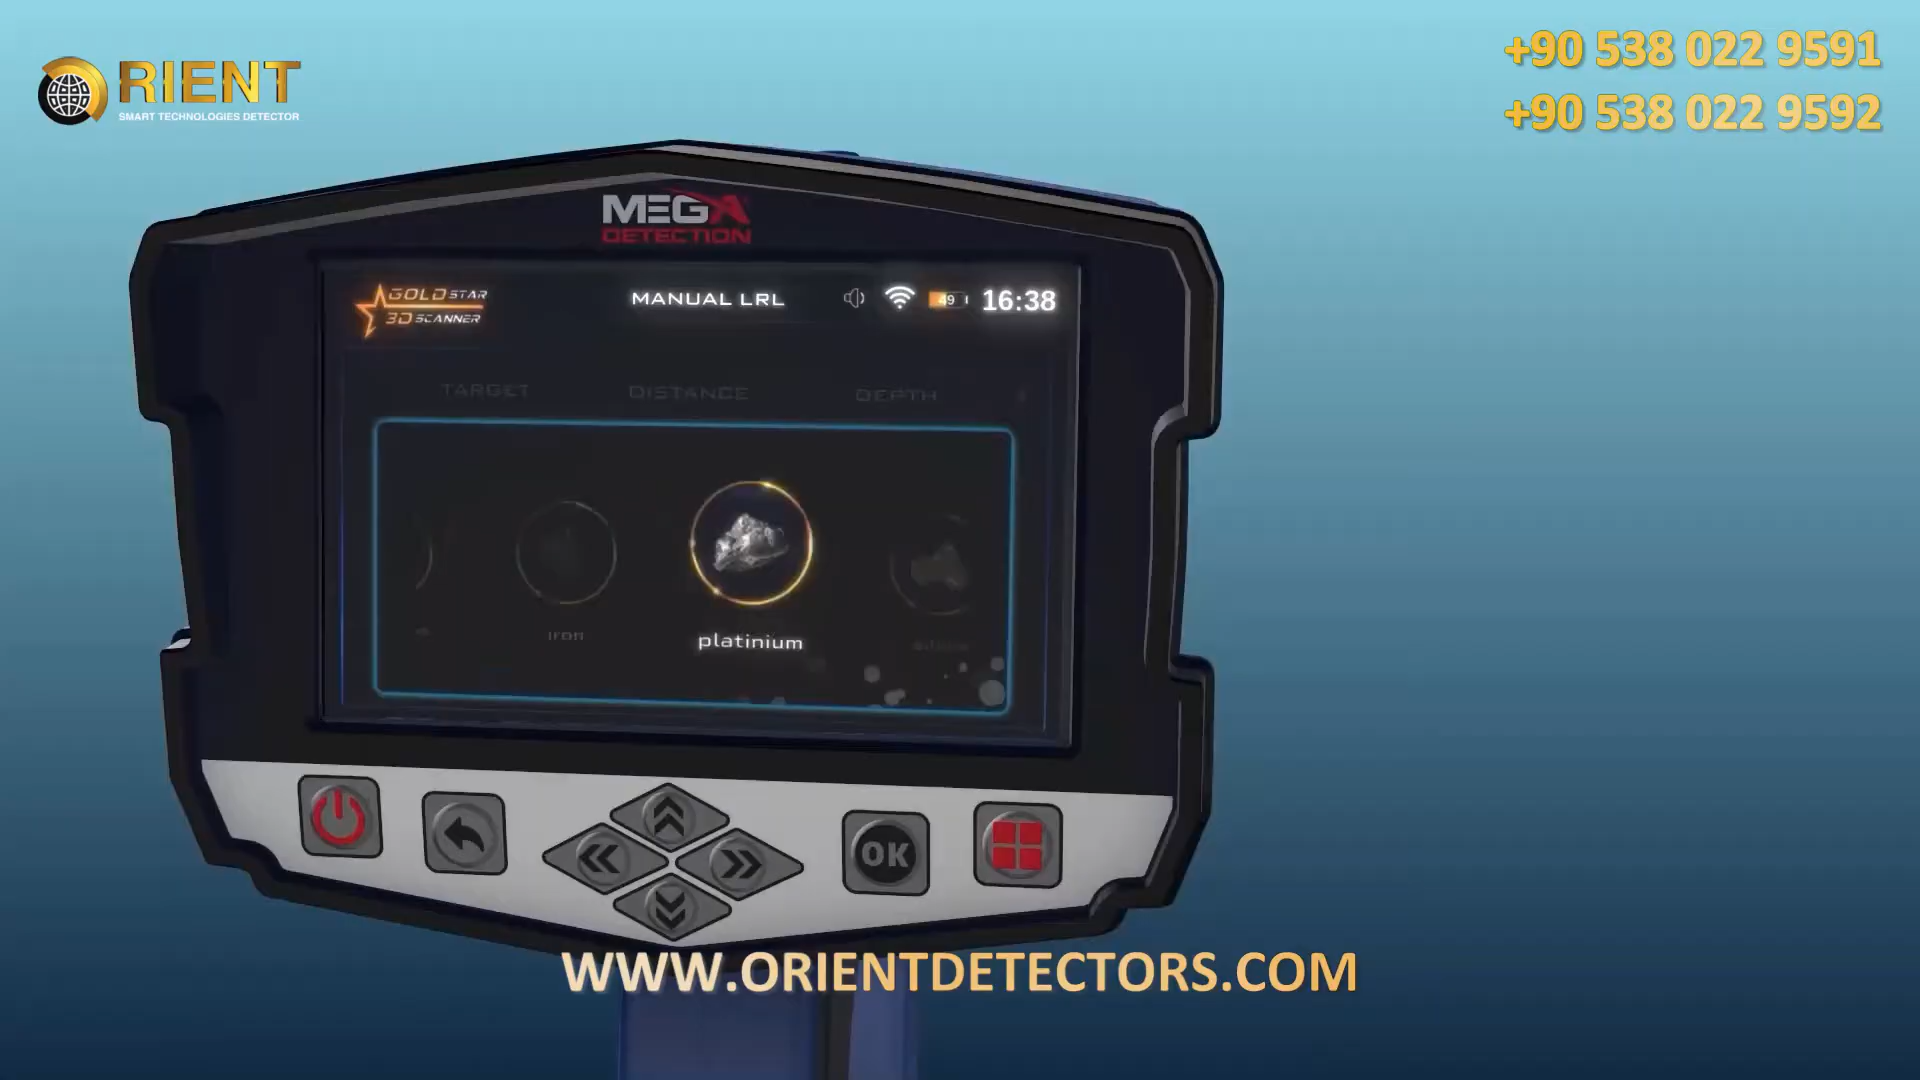 RIENT
SMART TECHNOLOGIES DETECTOR
+90 538 022 9591
+90 538 022 9592
MEGA
DETECTION
GOLD STAR
3D SCANNER
MANUAL LRL
49
16:38
TARGET
DISTANCE
DEPTH
iron
platinium
OK
WWW.ORIENTDETECTORS.COM